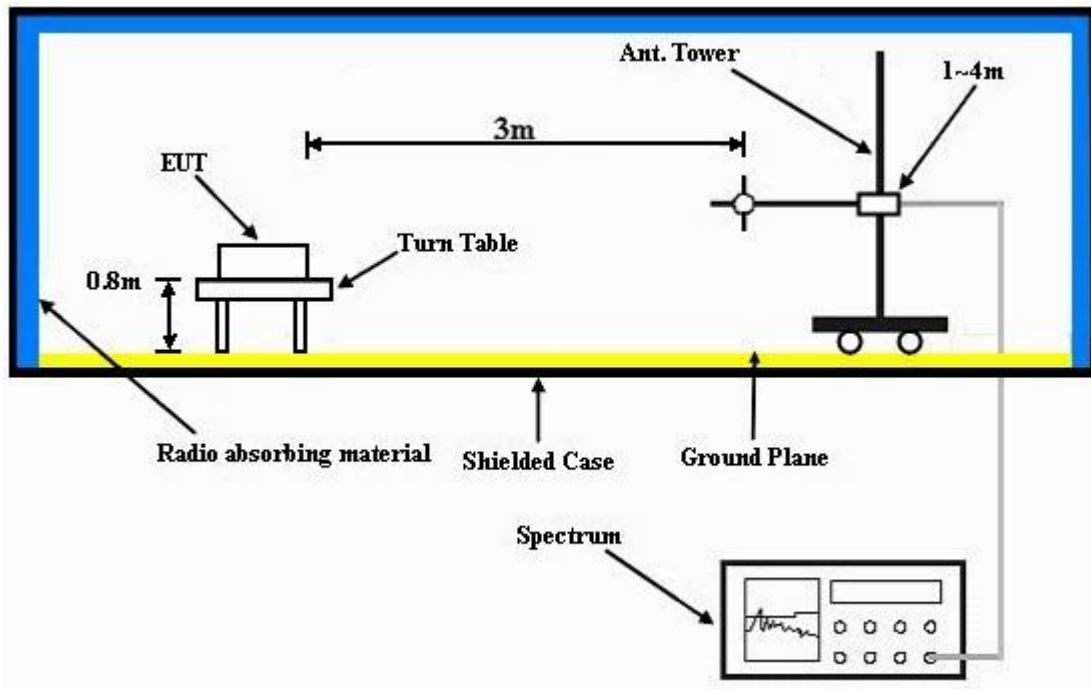 Ant. Tower
1~4m
3m
EUT
Turn Table
0.8m
Radio absorbing material
Shielded Case
Ground Plane
Spectrum